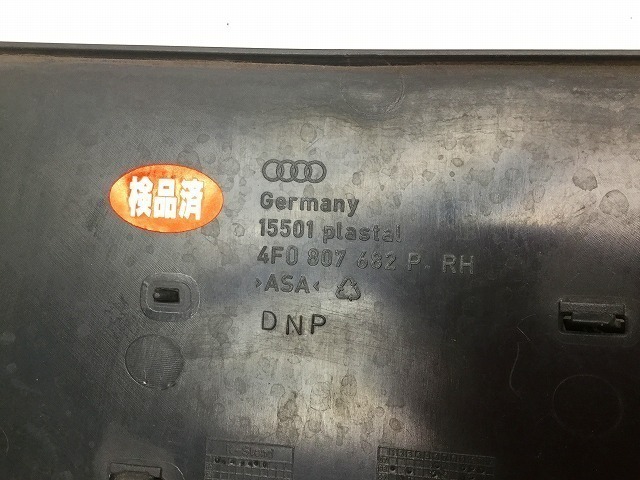 検品済
Germany
15501 plastal
4F0 807 682 P. RH
>ASA<
DNP